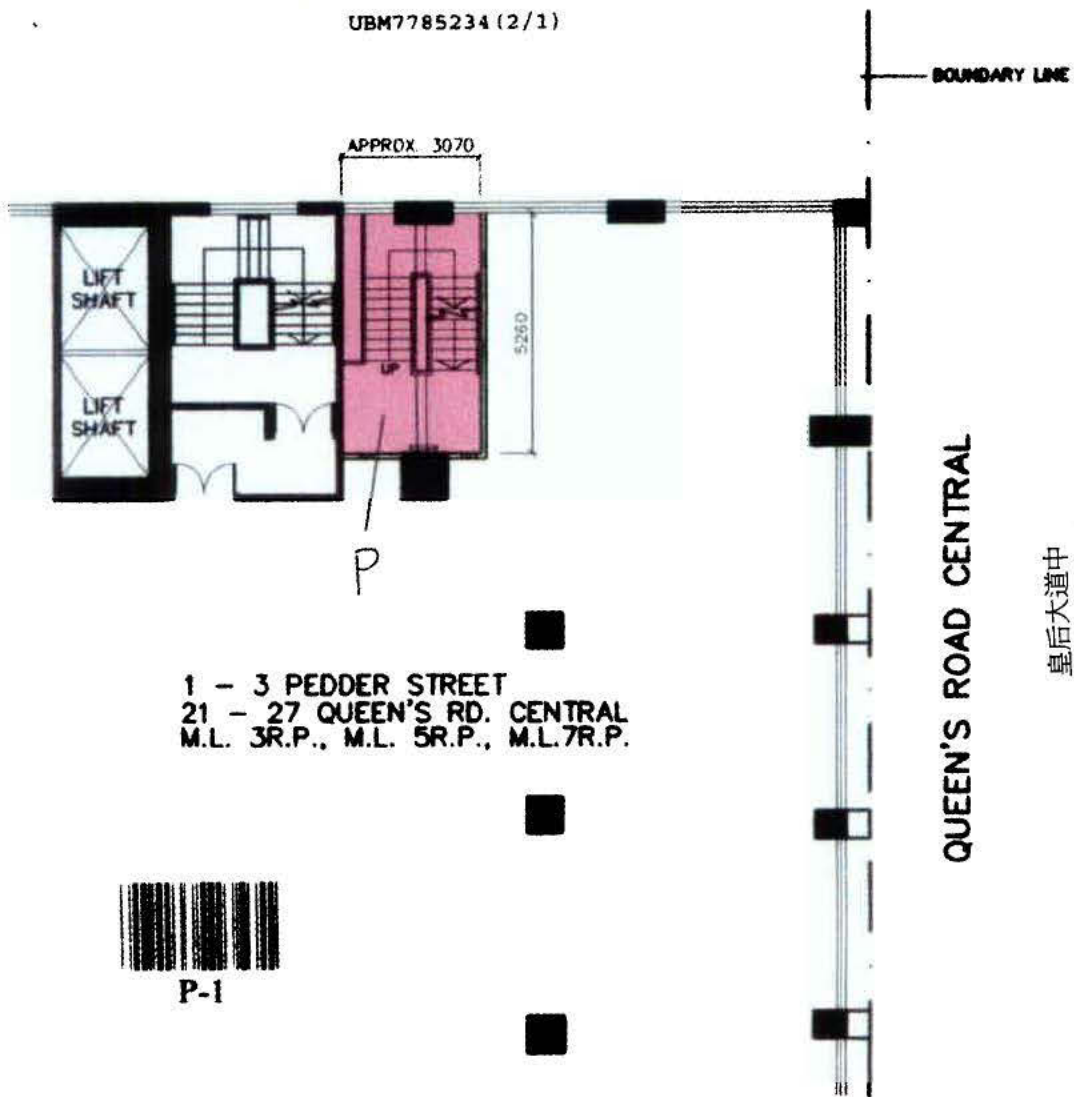 UBM7785234(2/1)
BOUNDARY LINE
APPROX. 3070
LIFT
SHAFT
5260
UP
LIFT
SHAFT
P
1 - 3 PEDDER STREET
21 - 27 QUEEN'S RD. CENTRAL
M.L. 3R.P., M.L. 5R.P., M.L.7R.P.
QUEEN'S ROAD CENTRAL
皇后大道中
P-1